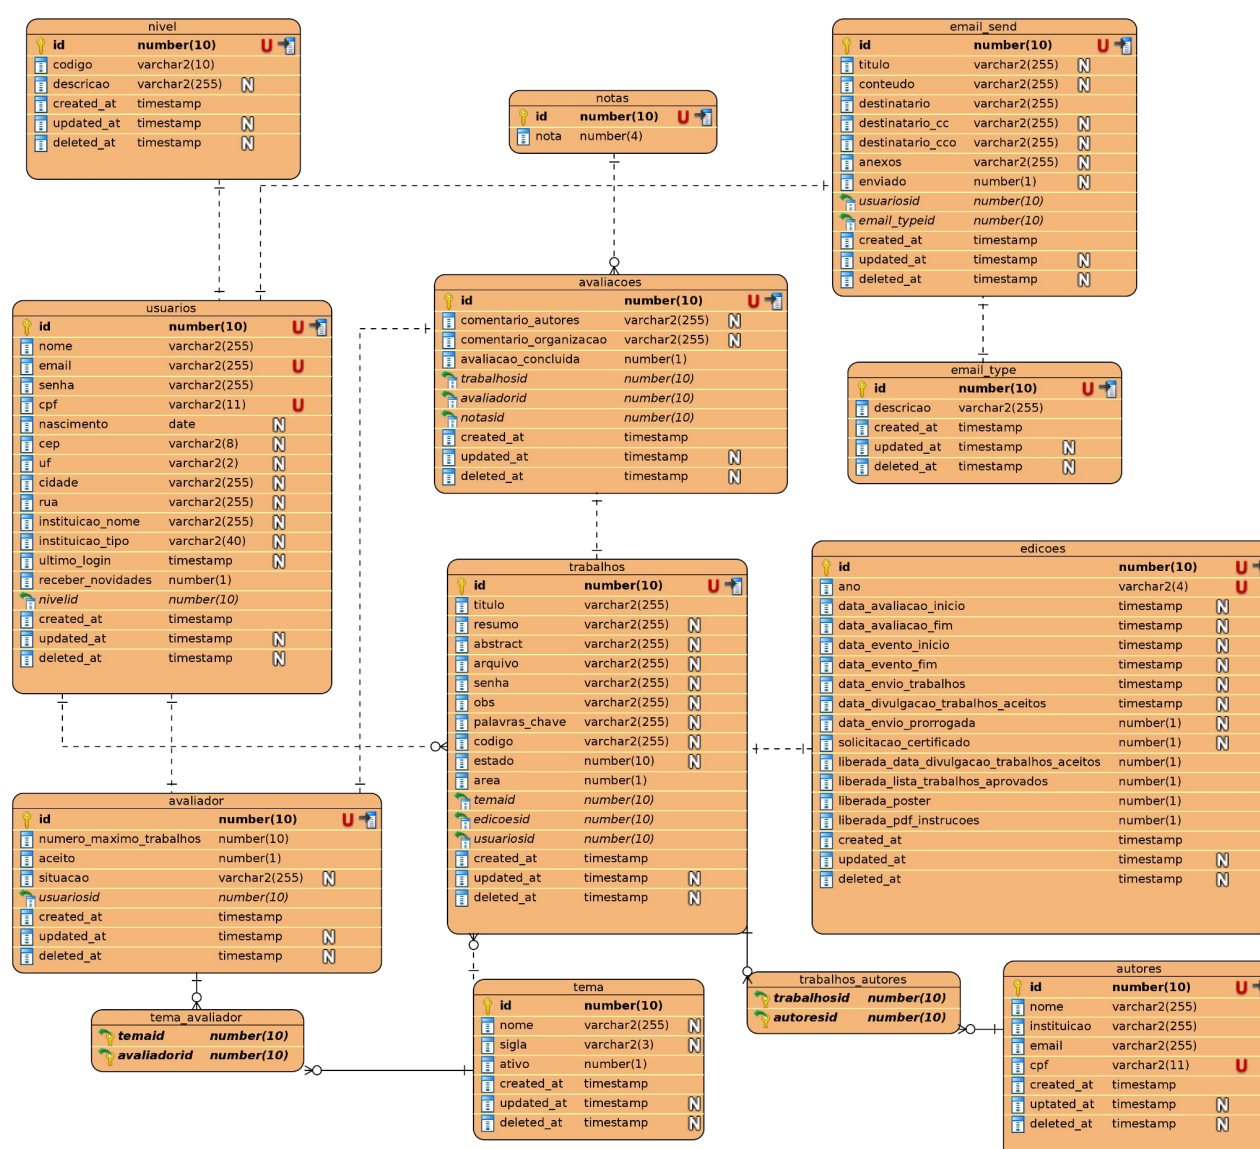 nivel
id number(10) U
codigo varchar2(10)
descricao varchar2(255) N
created_at timestamp
updated_at timestamp N
deleted_at timestamp N
notas
id number(10) U
nota number(4)
email_send
id number(10) U
titulo varchar2(255) N
conteudo varchar2(255) N
destinatario varchar2(255)
destinatario_cc varchar2(255) N
destinatario_cco varchar2(255) N
anexos varchar2(255) N
enviado number(1) N
usuariosid number(10)
email_typeid number(10)
created_at timestamp
updated_at timestamp N
deleted_at timestamp N
usuarios
id number(10) U
nome varchar2(255)
email varchar2(255) U
senha varchar2(255)
cpf varchar2(11) U
nascimento date N
cep varchar2(8) N
uf varchar2(2) N
cidade varchar2(255) N
rua varchar2(255) N
instituicao_nome varchar2(255) N
instituicao_tipo varchar2(40) N
ultimo_login timestamp N
receber_novidades number(1)
nivelid number(10)
created_at timestamp
updated_at timestamp N
deleted_at timestamp N
avaliacoes
id number(10) U
comentario_autores varchar2(255) N
comentario_organizacao varchar2(255) N
avaliacao_concluida number(1)
trabalhosid number(10)
avaliadorid number(10)
notasid number(10)
created_at timestamp
updated_at timestamp N
deleted_at timestamp N
email_type
id number(10) U
descricao varchar2(255)
created_at timestamp
updated_at timestamp N
deleted_at timestamp N
trabalhos
id number(10) U
titulo varchar2(255)
resumo varchar2(255) N
abstract varchar2(255) N
arquivo varchar2(255) N
senha varchar2(255) N
obs varchar2(255) N
palavras_chave varchar2(255) N
codigo varchar2(255) N
estado number(10) N
area number(1)
temaid number(10)
edicoesid number(10)
usuariosid number(10)
created_at timestamp
updated_at timestamp N
deleted_at timestamp N
edicoes
id number(10) U
ano varchar2(4) U
data_avaliacao_inicio timestamp N
data_avaliacao_fim timestamp N
data_evento_inicio timestamp N
data_evento_fim timestamp N
data_envio_trabalhos timestamp N
data_divulgacao_trabalhos_aceitos timestamp N
data_envio_prorrogada number(1) N
solicitacao_certificado number(1) N
liberada_data_divulgacao_trabalhos_aceitos number(1)
liberada_lista_trabalhos_aprovados number(1)
liberada_poster number(1)
liberada_pdf_instrucoes number(1)
created_at timestamp
updated_at timestamp N
deleted_at timestamp N
avaliador
id number(10) U
numero_maximo_trabalhos number(10)
aceito number(1)
situacao varchar2(255) N
usuariosid number(10)
created_at timestamp
updated_at timestamp N
deleted_at timestamp N
tema_avaliador
temaid number(10)
avaliadorid number(10)
tema
id number(10)
nome varchar2(255) N
sigla varchar2(3) N
ativo number(1)
created_at timestamp
updated_at timestamp N
deleted_at timestamp N
trabalhos_autores
trabalhosid number(10)
autoresid number(10)
autores
id number(10) U
nome varchar2(255)
instituicao varchar2(255)
email varchar2(255)
cpf varchar2(11) U
created_at timestamp
uptated_at timestamp N
deleted_at timestamp N